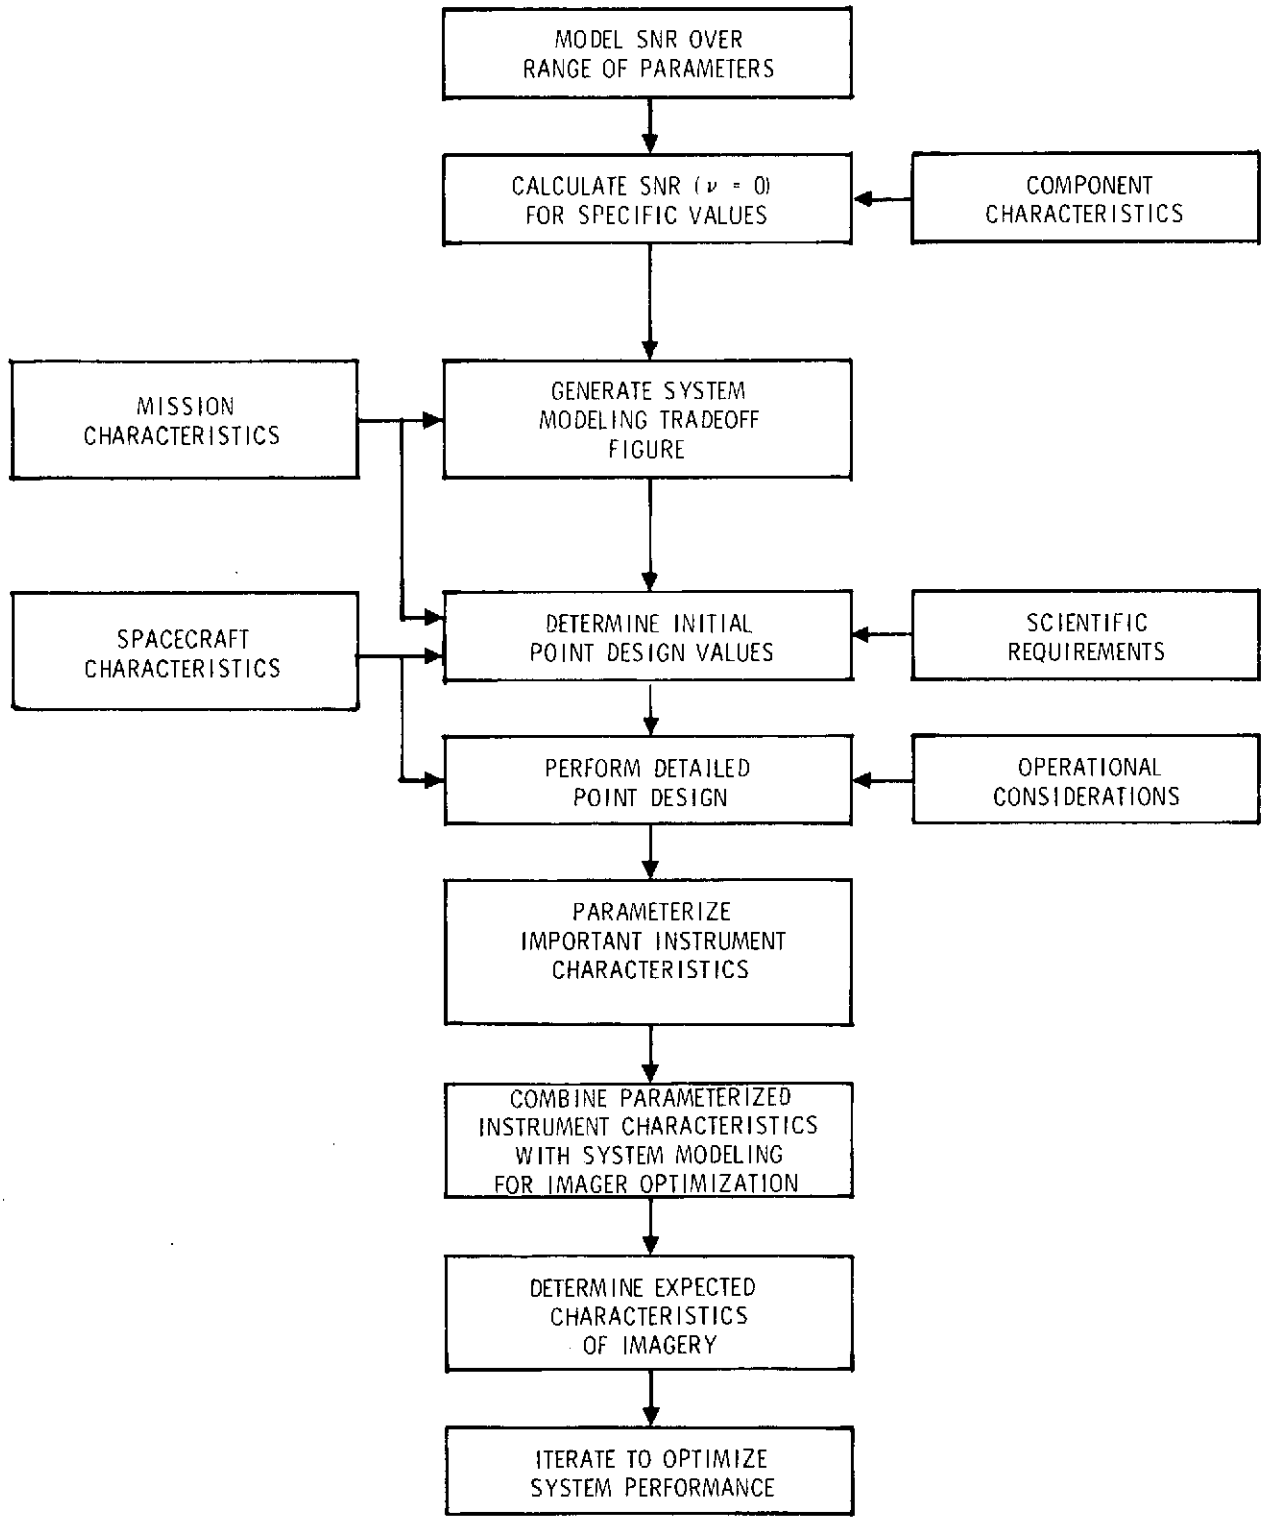 MODEL SNR OVER
RANGE OF PARAMETERS
CALCULATE SNR (ν = 0)
FOR SPECIFIC VALUES
COMPONENT
CHARACTERISTICS
MISSION
CHARACTERISTICS
GENERATE SYSTEM
MODELING TRADEOFF
FIGURE
SPACECRAFT
CHARACTERISTICS
DETERMINE INITIAL
POINT DESIGN VALUES
SCIENTIFIC
REQUIREMENTS
PERFORM DETAILED
POINT DESIGN
OPERATIONAL
CONSIDERATIONS
PARAMETERIZE
IMPORTANT INSTRUMENT
CHARACTERISTICS
COMBINE PARAMETERIZED
INSTRUMENT CHARACTERISTICS
WITH SYSTEM MODELING
FOR IMAGER OPTIMIZATION
DETERMINE EXPECTED
CHARACTERISTICS
OF IMAGERY
ITERATE TO OPTIMIZE
SYSTEM PERFORMANCE